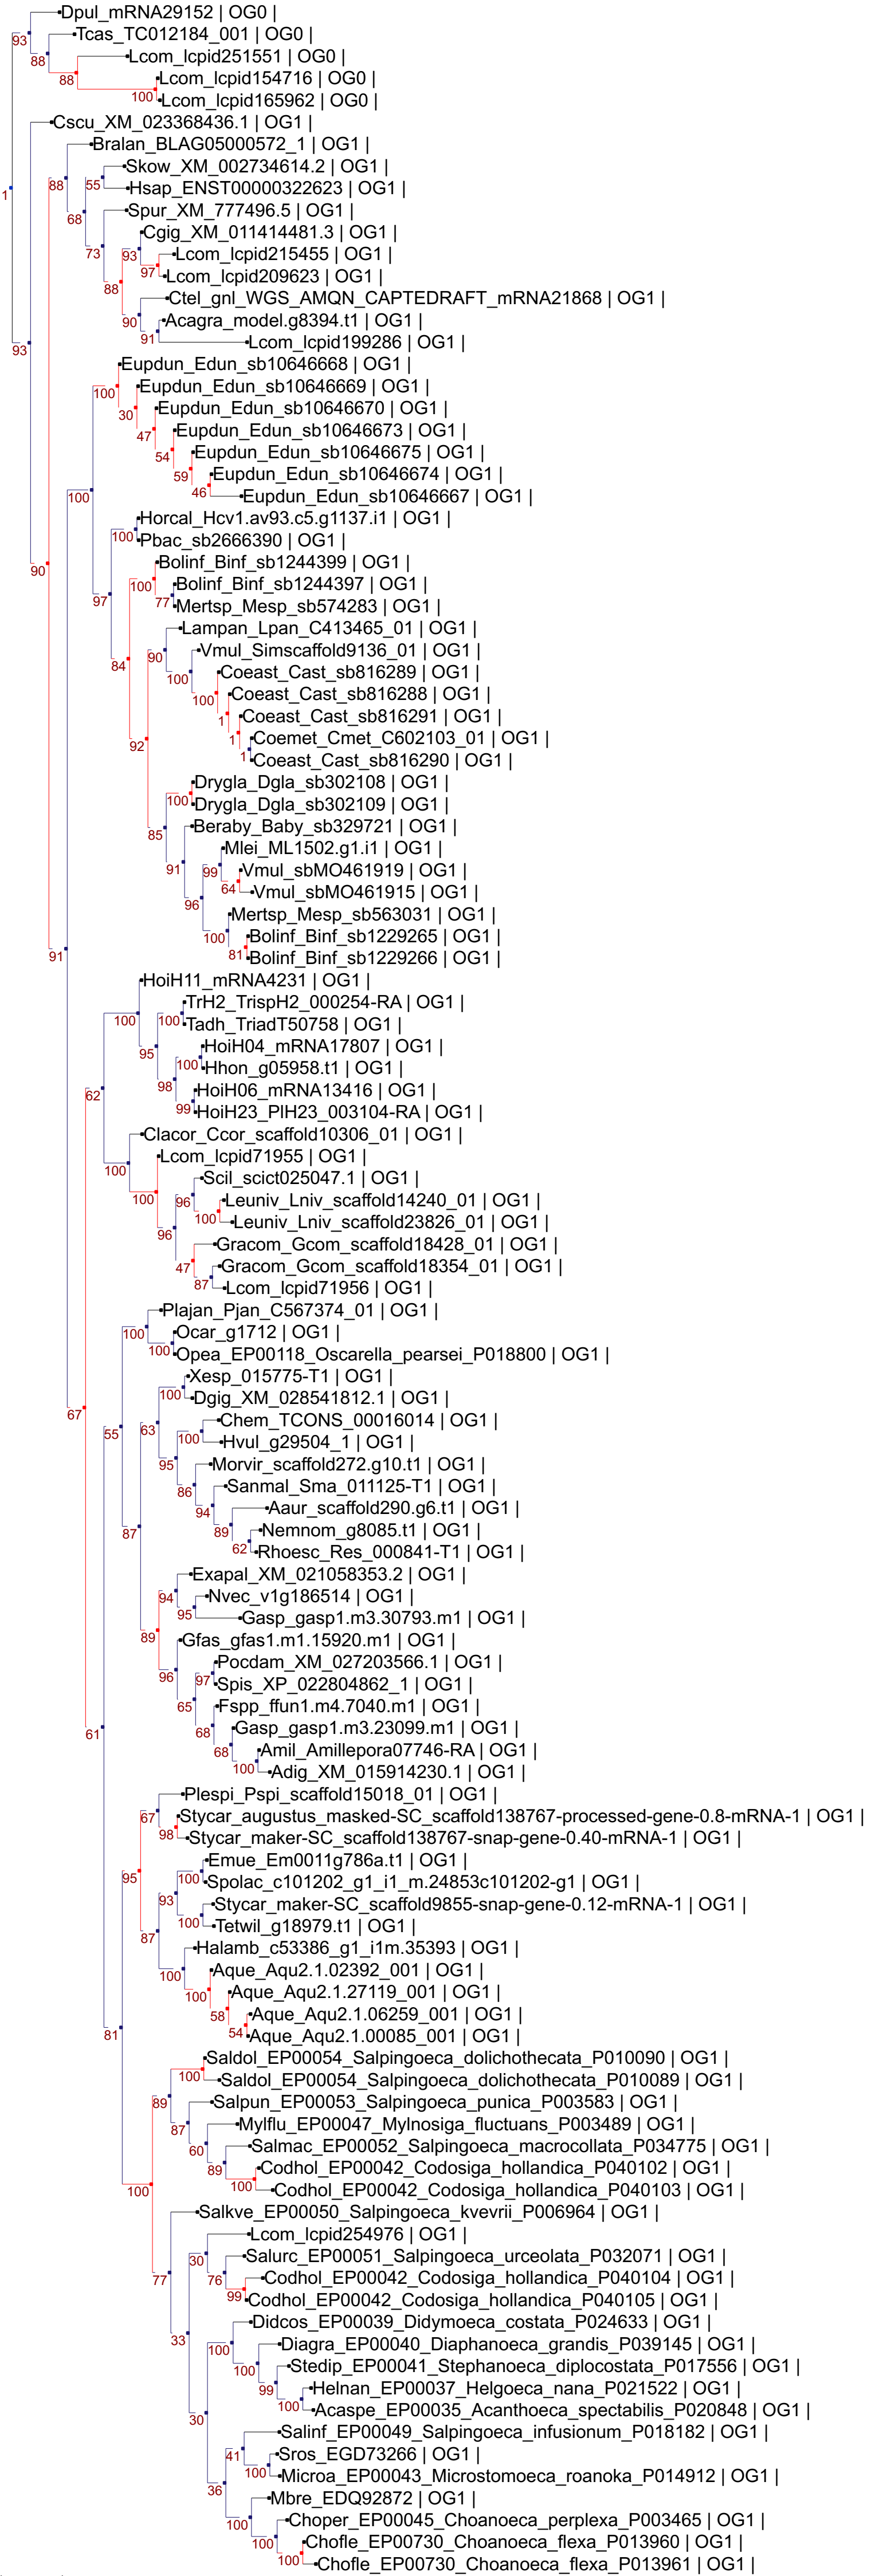 Dpul_mRNA29152 | OG0 |
93
Tcas_TC012184_001 | OG0 |
88
Lcom_lcpid251551 | OG0 |
88
Lcom_lcpid154716 | OG0 |
100
Lcom_lcpid165962 | OG0 |
Cscu_XM_023368436.1 | OG1 |
Bralan_BLAG05000572_1 | OG1 |
Skow_XM_002734614.2 | OG1 |
88
55
Hsap_ENST00000322623 | OG1 |
1
Spur_XM_777496.5 | OG1 |
68
Cgig_XM_011414481.3 | OG1 |
73
93
Lcom_lcpid215455 | OG1 |
97
Lcom_lcpid209623 | OG1 |
88
Ctel_gnl_WGS_AMQN_CAPTEDRAFT_mRNA21868 | OG1 |
90
Acagra_model.g8394.t1 | OG1 |
91
Lcom_lcpid199286 | OG1 |
93
Eupdun_Edun_sb10646668 | OG1 |
100
Eupdun_Edun_sb10646669 | OG1 |
30
Eupdun_Edun_sb10646670 | OG1 |
47
Eupdun_Edun_sb10646673 | OG1 |
54
Eupdun_Edun_sb10646675 | OG1 |
59
Eupdun_Edun_sb10646674 | OG1 |
46
Eupdun_Edun_sb10646667 | OG1 |
100
Horcal_Hcv1.av93.c5.g1137.i1 | OG1 |
100
Pbac_sb2666390 | OG1 |
Bolinf_Binf_sb1244399 | OG1 |
90
100
Bolinf_Binf_sb1244397 | OG1 |
77
97
Mertsp_Mesp_sb574283 | OG1 |
Lampan_Lpan_C413465_01 | OG1 |
Vmul_Simscaffold9136_01 | OG1 |
90
84
Coeast_Cast_sb816289 | OG1 |
100
Coeast_Cast_sb816288 | OG1 |
100
Coeast_Cast_sb816291 | OG1 |
1
Coemet_Cmet_C602103_01 | OG1 |
1
92
Coeast_Cast_sb816290 | OG1 |
1
Drygla_Dgla_sb302108 | OG1 |
100
Drygla_Dgla_sb302109 | OG1 |
Beraby_Baby_sb329721 | OG1 |
85
Mlei_ML1502.g1.i1 | OG1 |
91
99
Vmul_sbMO461919 | OG1 |
64
Vmul_sbMO461915 | OG1 |
96
Mertsp_Mesp_sb563031 | OG1 |
100
Bolinf_Binf_sb1229265 | OG1 |
91
81
Bolinf_Binf_sb1229266 | OG1 |
HoiH11_mRNA4231 | OG1 |
TrH2_TrispH2_000254-RA | OG1 |
100
100
Tadh_TriadT50758 | OG1 |
HoiH04_mRNA17807 | OG1 |
95
100
Hhon_g05958.t1 | OG1 |
98
HoiH06_mRNA13416 | OG1 |
62
99
HoiH23_PlH23_003104-RA | OG1 |
Clacor_Ccor_scaffold10306_01 | OG1 |
Lcom_lcpid71955 | OG1 |
100
Scil_scict025047.1 | OG1 |
100
96
Leuniv_Lniv_scaffold14240_01 | OG1 |
100
Leuniv_Lniv_scaffold23826_01 | OG1 |
96
Gracom_Gcom_scaffold18428_01 | OG1 |
47
Gracom_Gcom_scaffold18354_01 | OG1 |
87
Lcom_lcpid71956 | OG1 |
Plajan_Pjan_C567374_01 | OG1 |
100
Ocar_g1712 | OG1 |
100
Opea_EP00118_Oscarella_pearsei_P018800 | OG1 |
Xesp_015775-T1 | OG1 |
100
Dgig_XM_028541812.1 | OG1 |
67
Chem_TCONS_00016014 | OG1 |
55
63
100
Hvul_g29504_1 | OG1 |
95
Morvir_scaffold272.g10.t1 | OG1 |
86
Sanmal_Sma_011125-T1 | OG1 |
94
Aaur_scaffold290.g6.t1 | OG1 |
87
89
Nemnom_g8085.t1 | OG1 |
62
Rhoesc_Res_000841-T1 | OG1 |
Exapal_XM_021058353.2 | OG1 |
94
Nvec_v1g186514 | OG1 |
95
Gasp_gasp1.m3.30793.m1 | OG1 |
89
Gfas_gfas1.m1.15920.m1 | OG1 |
96
Pocdam_XM_027203566.1 | OG1 |
97
Spis_XP_022804862_1 | OG1 |
65
Fspp_ffun1.m4.7040.m1 | OG1 |
68
Gasp_gasp1.m3.23099.m1 | OG1 |
61
68
Amil_Amillepora07746-RA | OG1 |
100
Adig_XM_015914230.1 | OG1 |
Plespi_Pspi_scaffold15018_01 | OG1 |
67
Stycar_augustus_masked-SC_scaffold138767-processed-gene-0.8-mRNA-1 | OG1 |
98
Stycar_maker-SC_scaffold138767-snap-gene-0.40-mRNA-1 | OG1 |
Emue_Em0011g786a.t1 | OG1 |
95
100
Spolac_c101202_g1_i1_m.24853c101202-g1 | OG1 |
93
Stycar_maker-SC_scaffold9855-snap-gene-0.12-mRNA-1 | OG1 |
100
Tetwil_g18979.t1 | OG1 |
87
Halamb_c53386_g1_i1m.35393 | OG1 |
100
Aque_Aqu2.1.02392_001 | OG1 |
100
Aque_Aqu2.1.27119_001 | OG1 |
58
Aque_Aqu2.1.06259_001 | OG1 |
81
54
Aque_Aqu2.1.00085_001 | OG1 |
Saldol_EP00054_Salpingoeca_dolichothecata_P010090 | OG1 |
100
Saldol_EP00054_Salpingoeca_dolichothecata_P010089 | OG1 |
89
Salpun_EP00053_Salpingoeca_punica_P003583 | OG1 |
87
Mylflu_EP00047_Mylnosiga_fluctuans_P003489 | OG1 |
60
Salmac_EP00052_Salpingoeca_macrocollata_P034775 | OG1 |
89
Codhol_EP00042_Codosiga_hollandica_P040102 | OG1 |
100
100
Codhol_EP00042_Codosiga_hollandica_P040103 | OG1 |
Salkve_EP00050_Salpingoeca_kvevrii_P006964 | OG1 |
Lcom_lcpid254976 | OG1 |
30
Salurc_EP00051_Salpingoeca_urceolata_P032071 | OG1 |
77
76
Codhol_EP00042_Codosiga_hollandica_P040104 | OG1 |
99
Codhol_EP00042_Codosiga_hollandica_P040105 | OG1 |
33
Didcos_EP00039_Didymoeca_costata_P024633 | OG1 |
100
Diagra_EP00040_Diaphanoeca_grandis_P039145 | OG1 |
100
Stedip_EP00041_Stephanoeca_diplocostata_P017556 | OG1 |
99
Helnan_EP00037_Helgoeca_nana_P021522 | OG1 |
100
30
Acaspe_EP00035_Acanthoeca_spectabilis_P020848 | OG1 |
Salinf_EP00049_Salpingoeca_infusionum_P018182 | OG1 |
41
Sros_EGD73266 | OG1 |
100
Microa_EP00043_Microstomoeca_roanoka_P014912 | OG1 |
36
Mbre_EDQ92872 | OG1 |
100
Choper_EP00045_Choanoeca_perplexa_P003465 | OG1 |
100
Chofle_EP00730_Choanoeca_flexa_P013960 | OG1 |
100
Chofle_EP00730_Choanoeca_flexa_P013961 | OG1 |